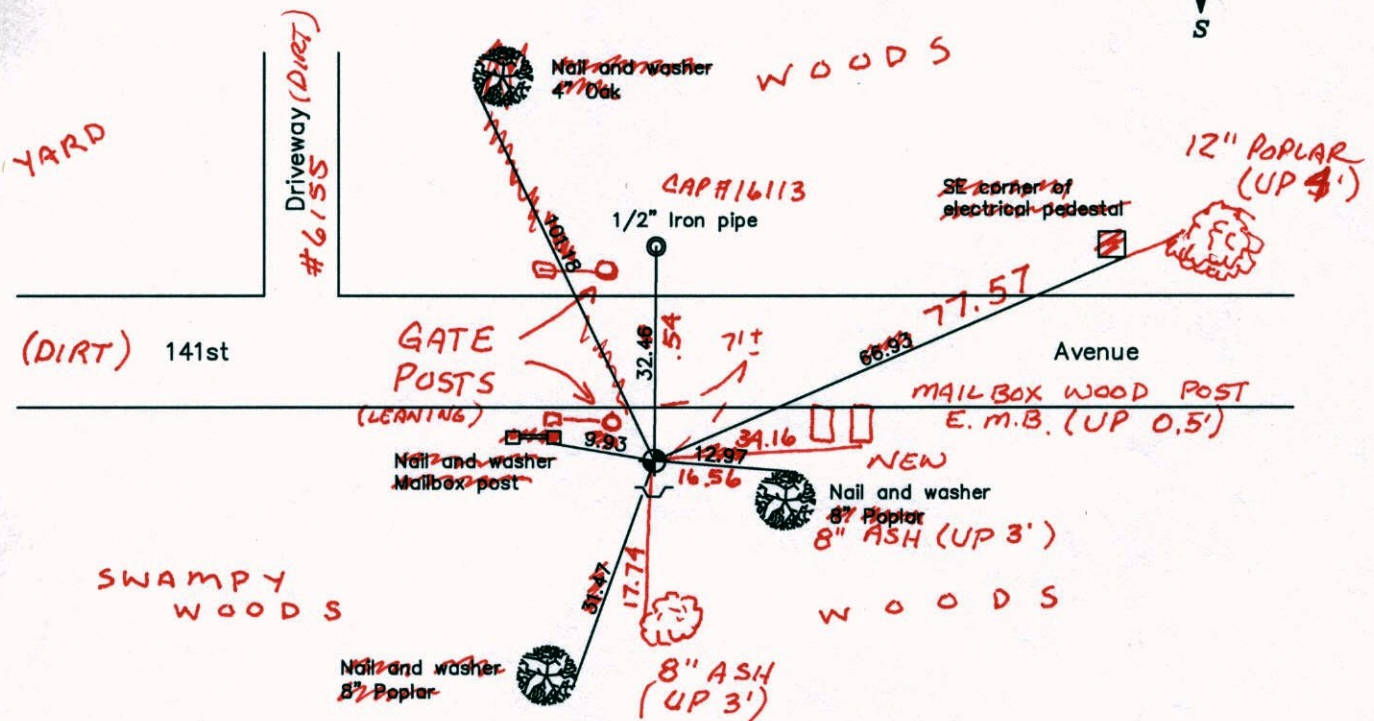 S
Nail and washer
4" Oak
WOODS
YARD
Driveway (DIRT)
#6155
12" POPLAR
(UP 4')
CAP #16113
1/2" Iron pipe
SE corner of
electrical pedestal
101.18
77.57
(DIRT) 141st
GATE
POSTS
(LEANING)
32.46
.54
71±
66.93
Avenue
MAILBOX WOOD POST
E.M.B. (UP 0.5')
9.93
34.16
12.97
16.56
NEW
Nail and washer
Mailbox post
Nail and washer
8" Poplar
8" ASH (UP 3')
SWAMPY
WOODS
31.47
17.74
WOODS
Nail and washer
8" Poplar
8" ASH
(UP 3')